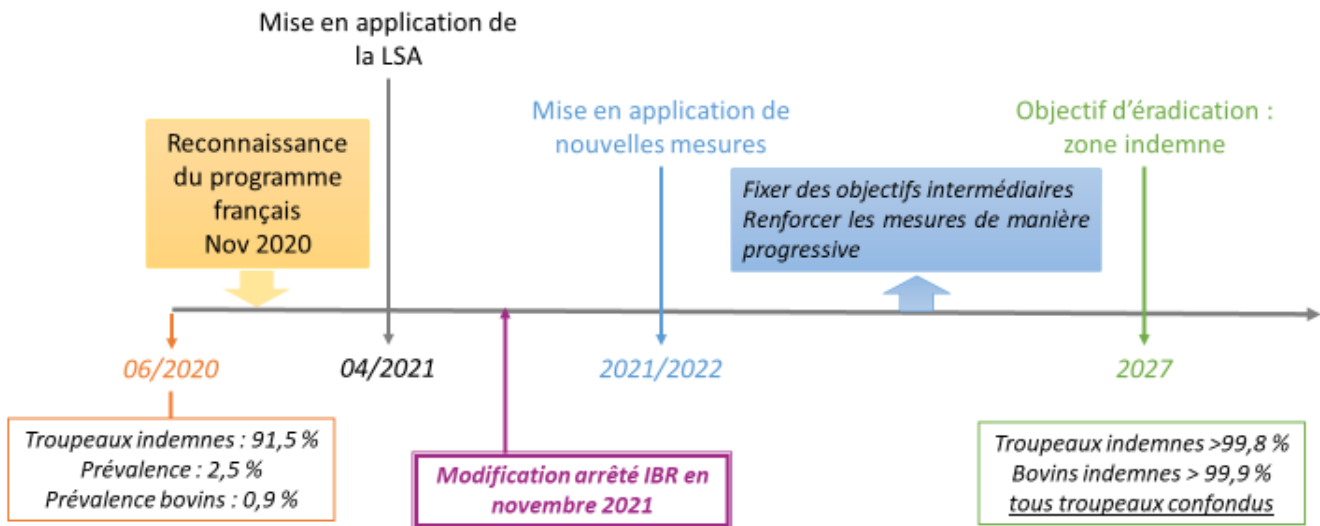 Mise en application de
la LSA
Reconnaissance
du programme
français
Nov 2020
Mise en application de
nouvelles mesures
Objectif d'éradication :
zone indemne
Fixer des objectifs intermédiaires
Renforcer les mesures de manière
progressive
06/2020
04/2021
2021/2022
2027
Troupeaux indemnes : 91,5 %
Prévalence : 2,5 %
Prévalence bovins : 0,9 %
Modification arrêté IBR en
novembre 2021
Troupeaux indemnes >99,8 %
Bovins indemnes > 99,9 %
tous troupeaux confondus